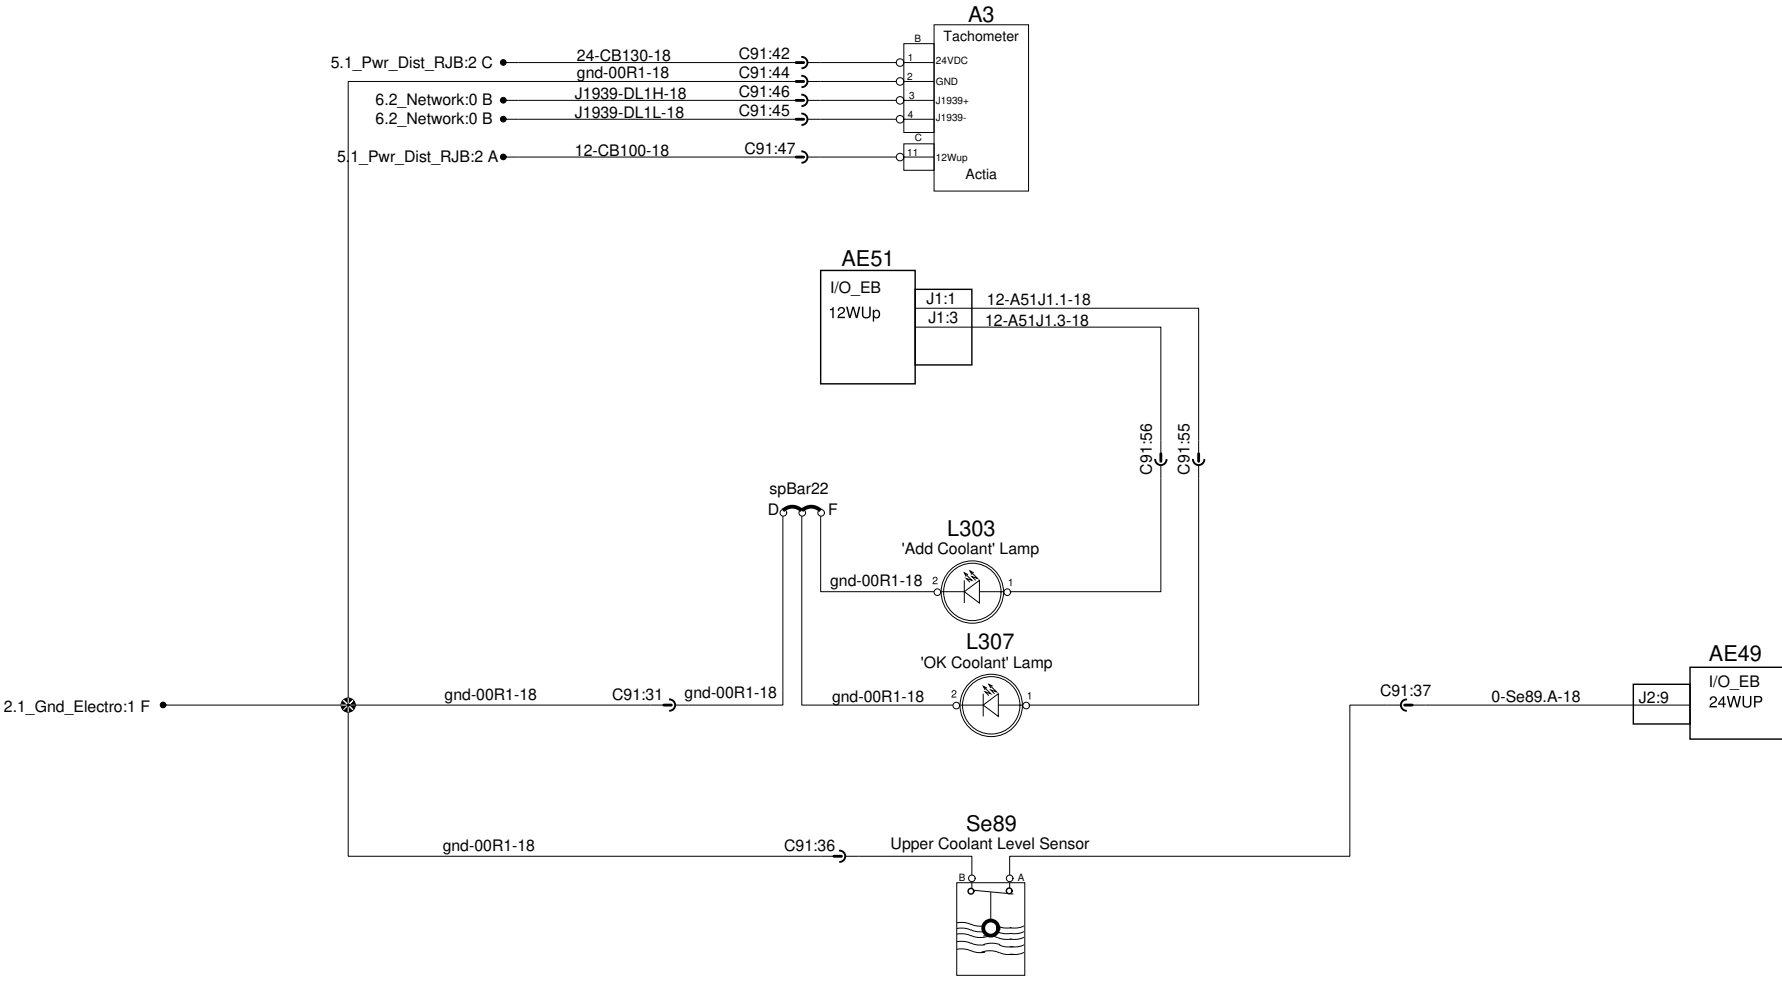 A3
Tachometer
B
5.1_Pwr_Dist_RJB:2 C 24-CB130-18 C91:42 1 24VDC
gnd-00R1-18 C91:44 2 GND
6.2_Network:0 B J1939-DL1H-18 C91:46 3 J1939+
6.2_Network:0 B J1939-DL1L-18 C91:45 4 J1939-
C
5.1_Pwr_Dist_RJB:2 A 12-CB100-18 C91:47 11 12Wup
Actia
AE51
I/O_EB
12WUp
J1:1 12-A51J1.1-18
J1:3 12-A51J1.3-18
C91:56
C91:55
spBar22
D F
L303
'Add Coolant' Lamp
gnd-00R1-18 2 1
L307
'OK Coolant' Lamp
2.1_Gnd_Electro:1 F gnd-00R1-18 C91:31 gnd-00R1-18 gnd-00R1-18 2 1
C91:37 0-Se89.A-18 J2:9
AE49
I/O_EB
24WUP
Se89
Upper Coolant Level Sensor
gnd-00R1-18 C91:36
B A